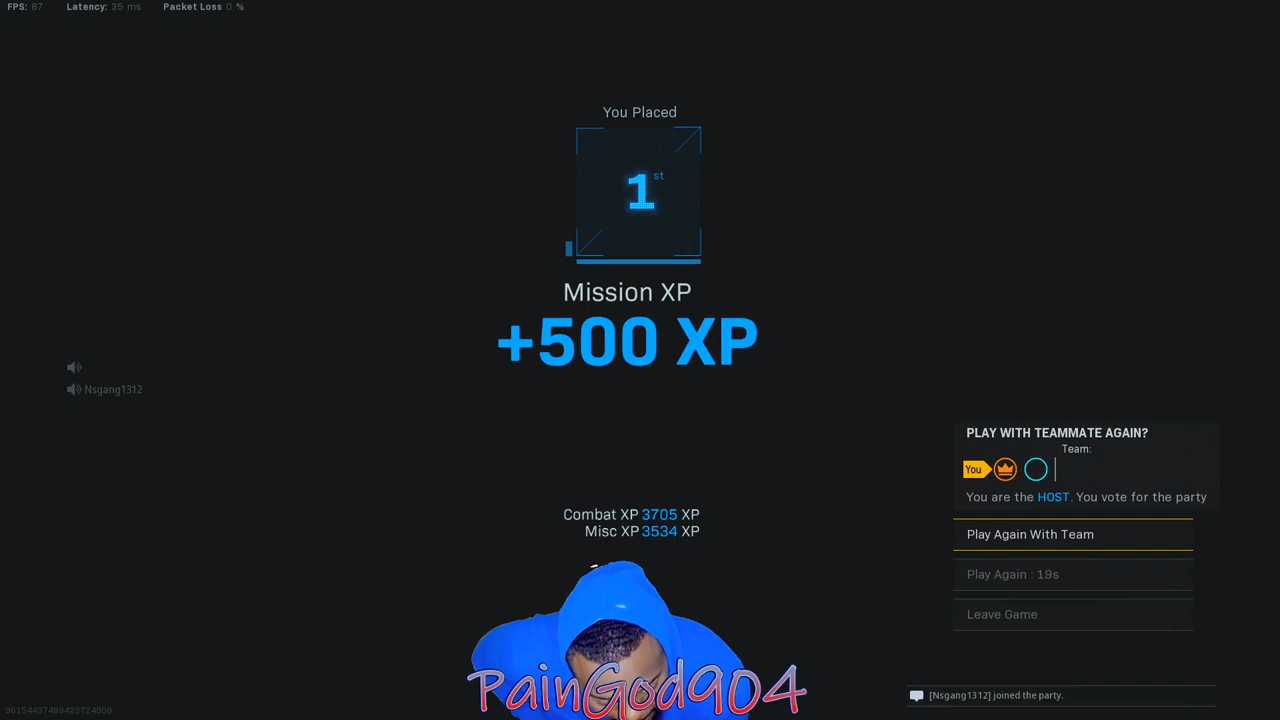 FPS: 87 Latency: 35 ms Packet Loss 0 %
You Placed
1st
Mission XP
+500 XP
Nsgang1312
PLAY WITH TEAMMATE AGAIN?
Team:
You
You are the HOST. You vote for the party
Combat XP 3705 XP
Misc XP 3534 XP
Play Again With Team
Play Again : 19s
Leave Game
PainGod904
[Nsgang1312] joined the party.
96154437489423724909